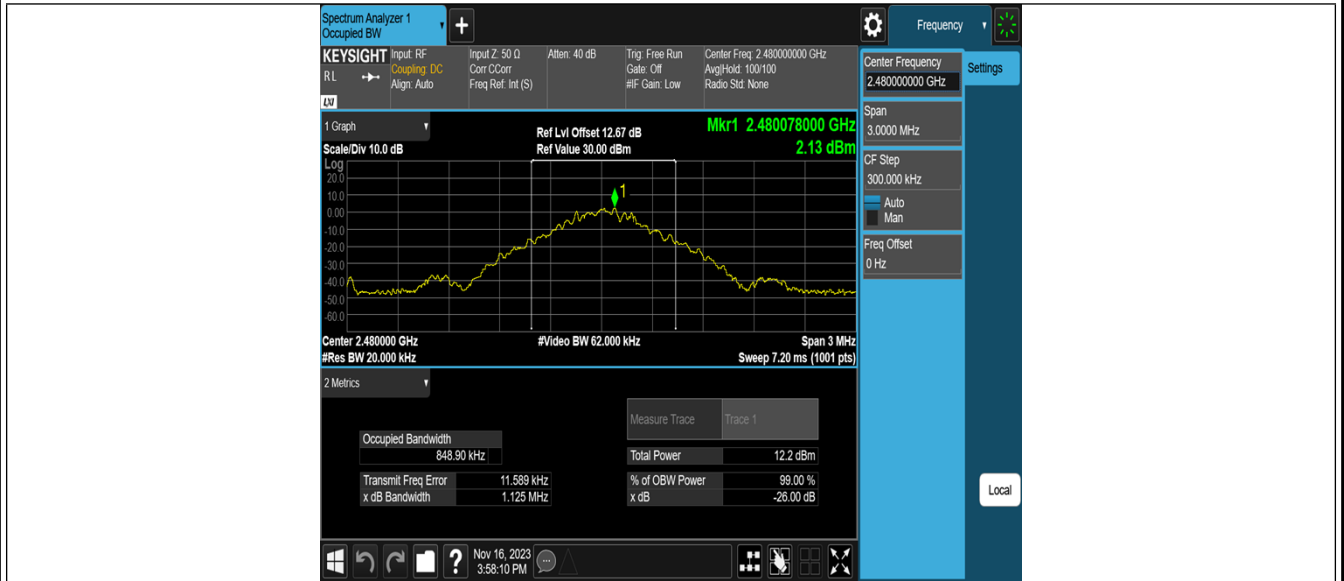 Spectrum Analyzer 1
Occupied BW
+
Frequency
KEYSIGHT
RL
LXI
Input: RF
Coupling: DC
Align: Auto
Input Z: 50 Ω
Corr CCorr
Freq Ref: Int (S)
Atten: 40 dB
Trig: Free Run
Gate: Off
#IF Gain: Low
Center Freq: 2.480000000 GHz
Avg|Hold: 100/100
Radio Std: None
Center Frequency
2.480000000 GHz
Settings
Span
3.0000 MHz
CF Step
300.000 kHz
Auto
Man
Freq Offset
0 Hz
Local
1 Graph
Scale/Div 10.0 dB
Ref Lvl Offset 12.67 dB
Ref Value 30.00 dBm
Mkr1 2.480078000 GHz
2.13 dBm
Log
20.0
10.0
0.00
-10.0
-20.0
-30.0
-40.0
-50.0
-60.0
1
Center 2.480000 GHz
#Video BW 62.000 kHz
Span 3 MHz
#Res BW 20.000 kHz
Sweep 7.20 ms (1001 pts)
2 Metrics
Measure Trace
Trace 1
Occupied Bandwidth
848.90 kHz
Total Power
12.2 dBm
Transmit Freq Error
11.589 kHz
% of OBW Power
99.00 %
x dB Bandwidth
1.125 MHz
x dB
-26.00 dB
?
Nov 16, 2023
3:58:10 PM